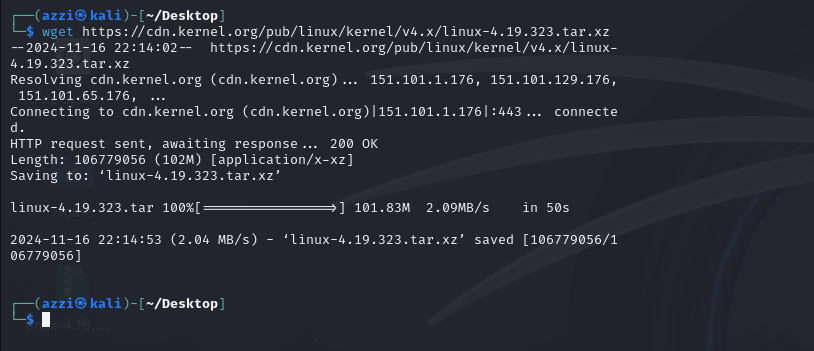 ┌──(azzi㉿kali)-[~/Desktop]
└─$ wget https://cdn.kernel.org/pub/linux/kernel/v4.x/linux-4.19.323.tar.xz
--2024-11-16 22:14:02--  https://cdn.kernel.org/pub/linux/kernel/v4.x/linux-
4.19.323.tar.xz
Resolving cdn.kernel.org (cdn.kernel.org)... 151.101.1.176, 151.101.129.176,
 151.101.65.176, ...
Connecting to cdn.kernel.org (cdn.kernel.org)|151.101.1.176|:443... connecte
d.
HTTP request sent, awaiting response... 200 OK
Length: 106779056 (102M) [application/x-xz]
Saving to: ‘linux-4.19.323.tar.xz’

linux-4.19.323.tar 100%[================>] 101.83M  2.09MB/s    in 50s

2024-11-16 22:14:53 (2.04 MB/s) - ‘linux-4.19.323.tar.xz’ saved [106779056/1
06779056]

┌──(azzi㉿kali)-[~/Desktop]
└─$